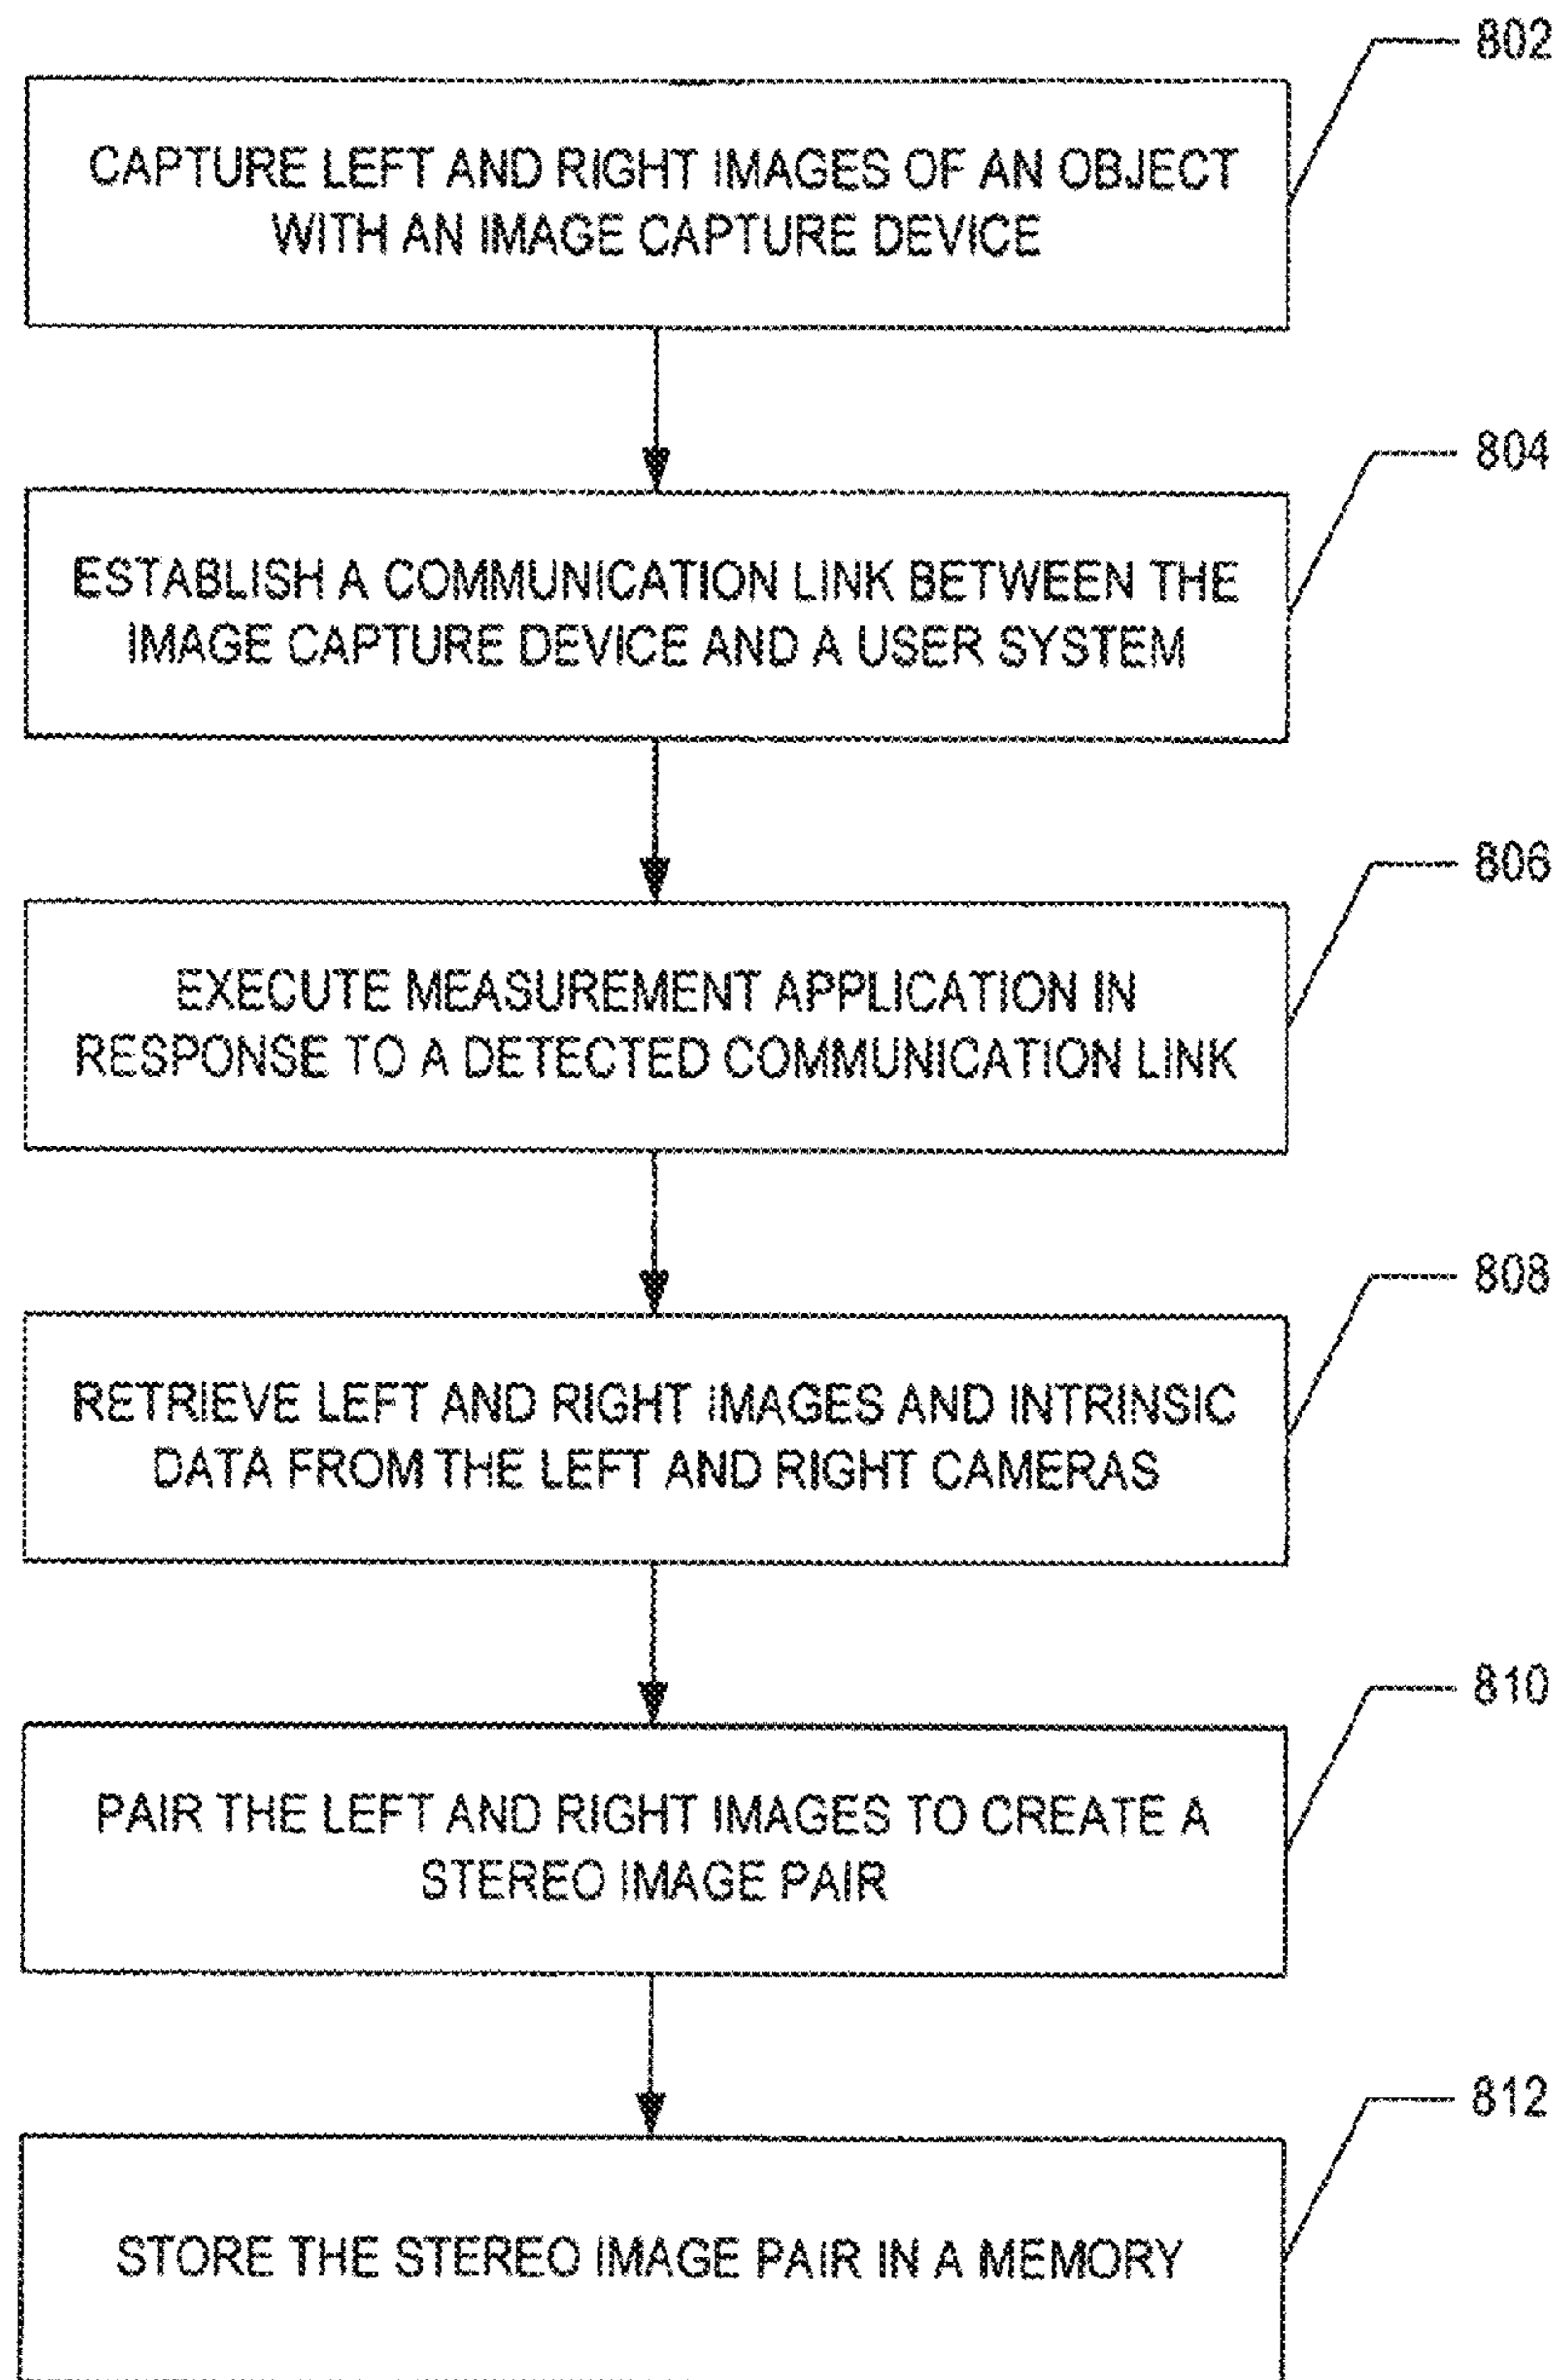 802
CAPTURE LEFT AND RIGHT IMAGES OF AN OBJECT
WITH AN IMAGE CAPTURE DEVICE
804
ESTABLISH A COMMUNICATION LINK BETWEEN THE
IMAGE CAPTURE DEVICE AND A USER SYSTEM
806
EXECUTE MEASUREMENT APPLICATION IN
RESPONSE TO A DETECTED COMMUNICATION LINK
808
RETRIEVE LEFT AND RIGHT IMAGES AND INTRINSIC
DATA FROM THE LEFT AND RIGHT CAMERAS
810
PAIR THE LEFT AND RIGHT IMAGES TO CREATE A
STEREO IMAGE PAIR
812
STORE THE STEREO IMAGE PAIR IN A MEMORY